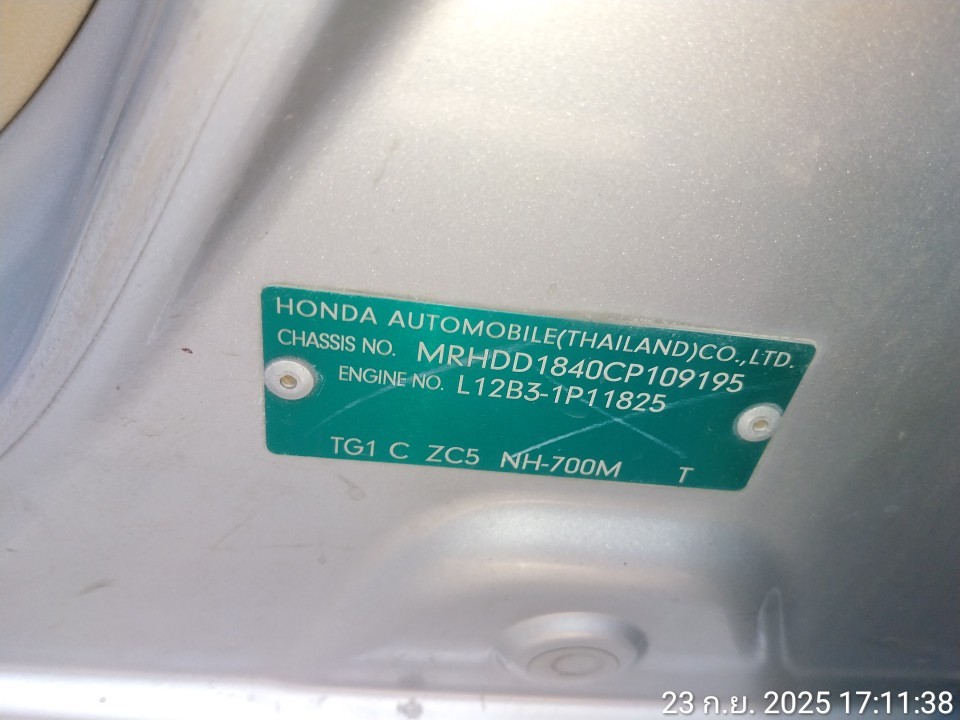 HONDA AUTOMOBILE(THAILAND)CO.,LTD.
CHASSIS NO. MRHDD1840CP109195
ENGINE NO. L12B3-1P11825
TG1 C ZC5 NH-700M T
23 ก.ย. 2025 17:11:38